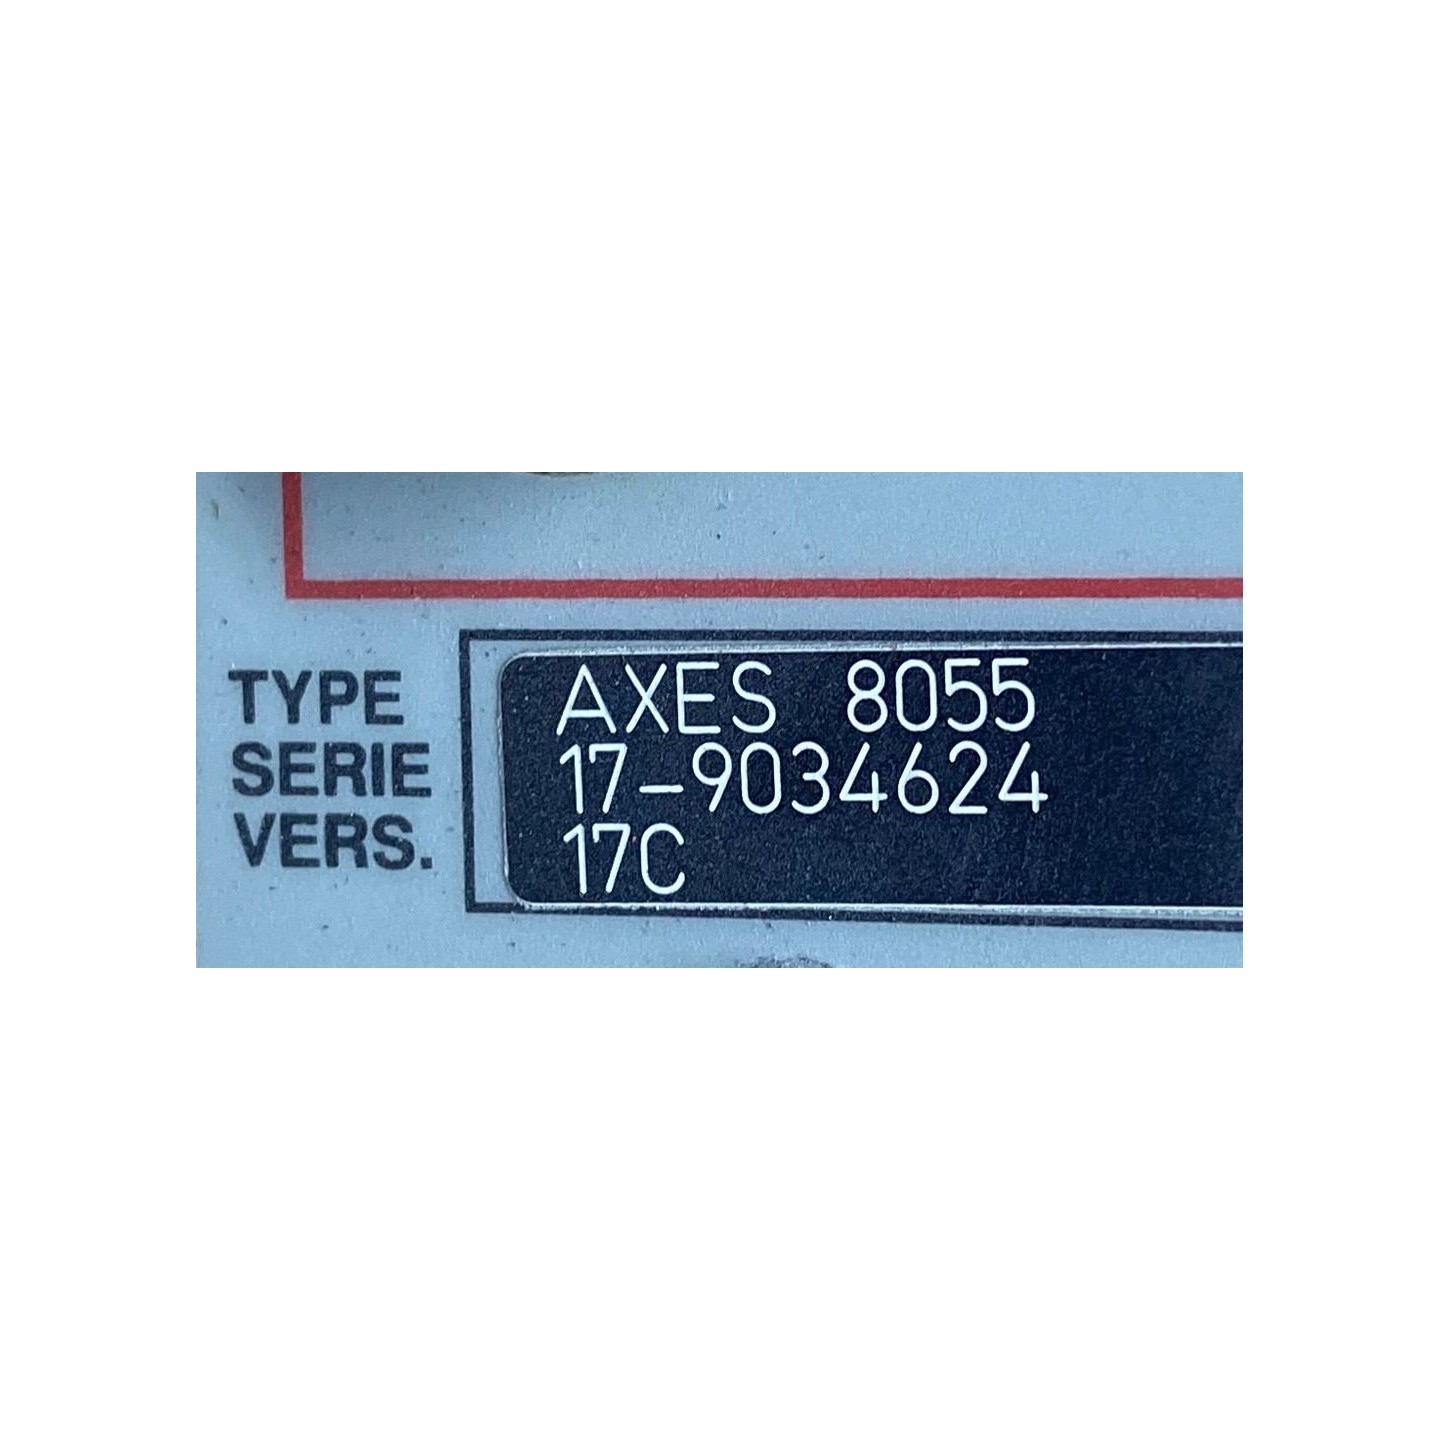 TYPE AXES 8055
SERIE 17-9034624
VERS. 17C